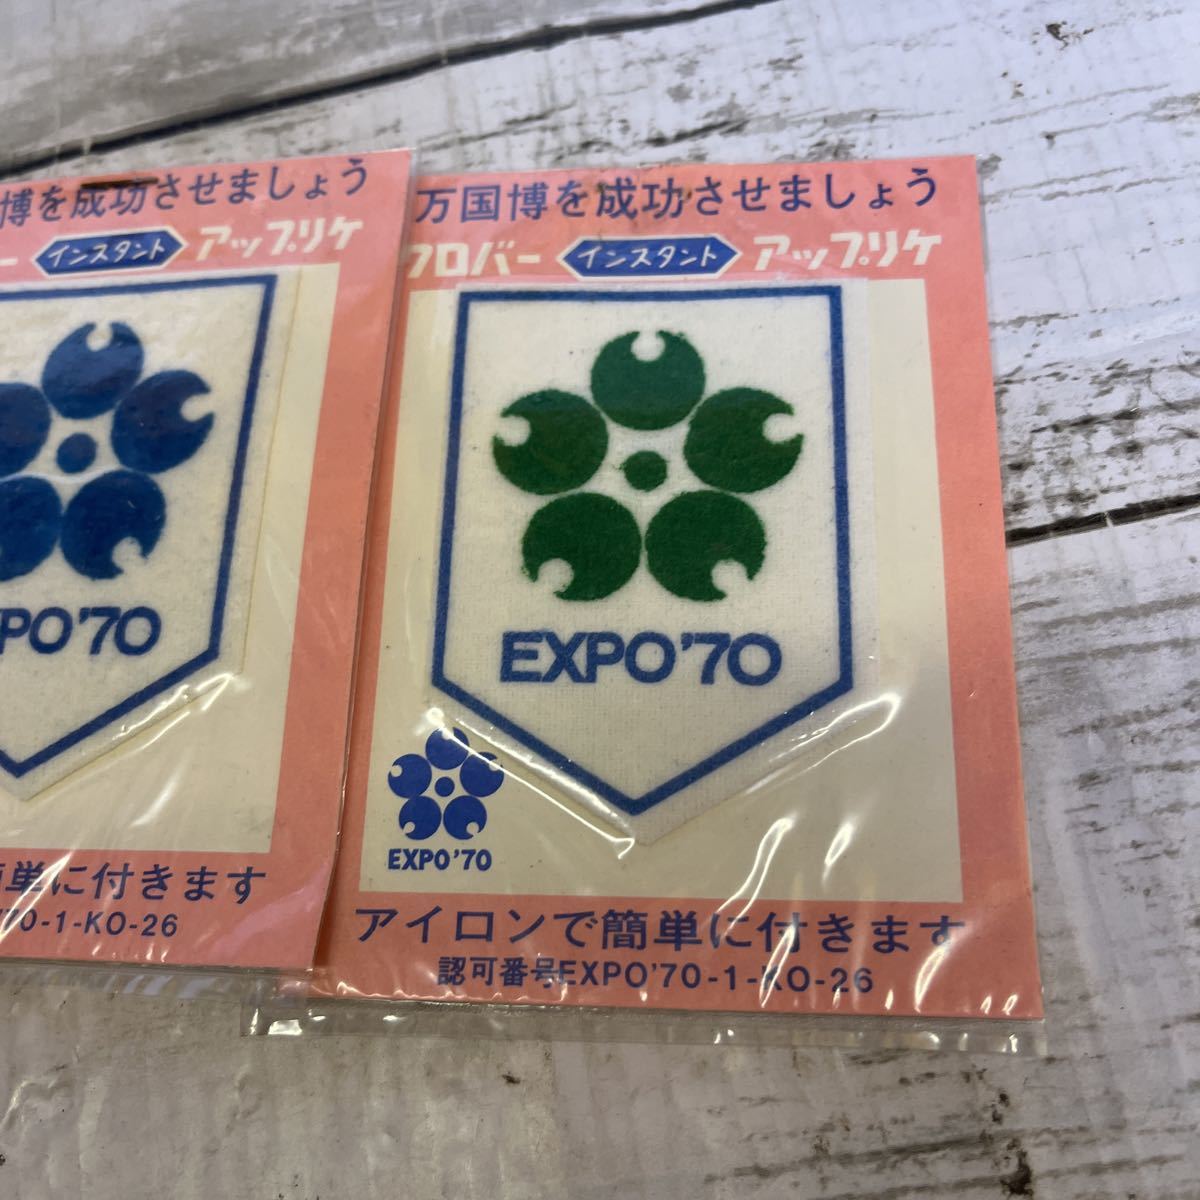 博を成功させましょう
ー インスタント アップリケ
PO'70
単に付きます
'70-1-KO-26
万国博を成功させましょう
クロバー インスタント アップリケ
EXPO'70
EXPO'70
アイロンで簡単に付きます
認可番号EXPO'70-1-KO-26